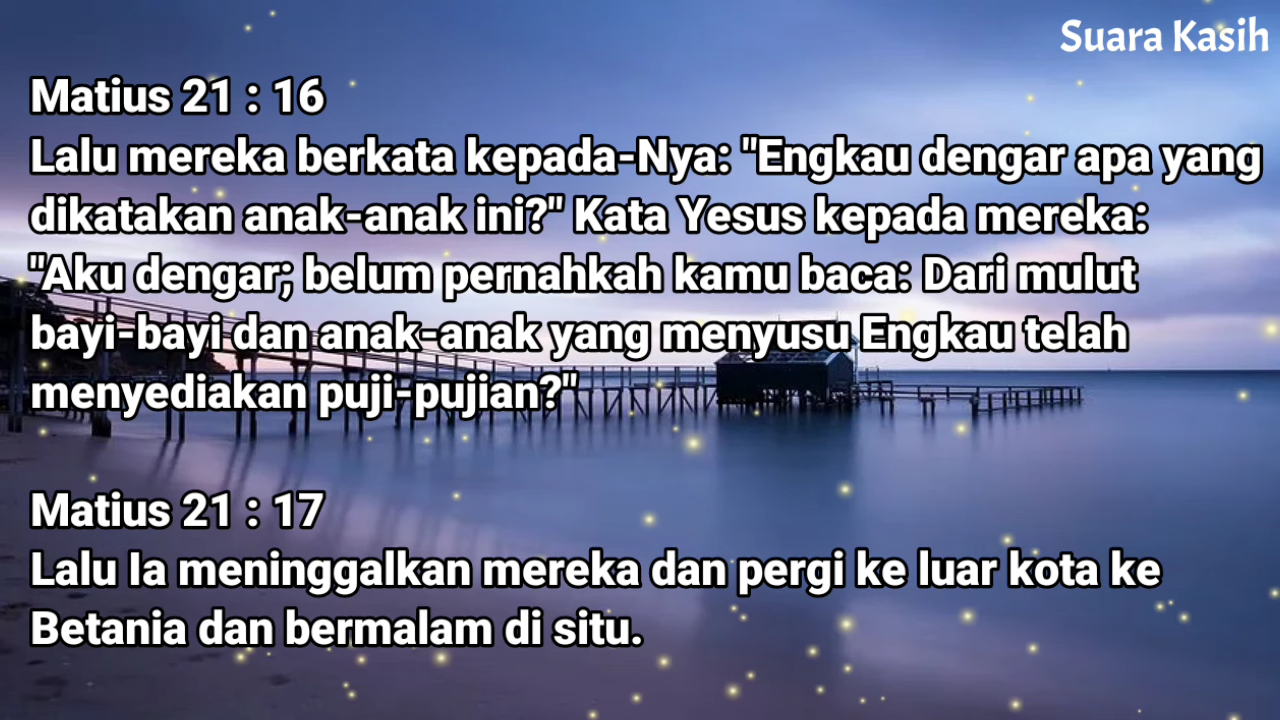 Suara Kasih
Matius 21 : 16
Lalu mereka berkata kepada-Nya: "Engkau dengar apa yang
dikatakan anak-anak ini?" Kata Yesus kepada mereka:
"Aku dengar; belum pernahkah kamu baca: Dari mulut
bayi-bayi dan anak-anak yang menyusu Engkau telah
menyediakan puji-pujian?"
Matius 21 : 17
Lalu Ia meninggalkan mereka dan pergi ke luar kota ke
Betania dan bermalam di situ.